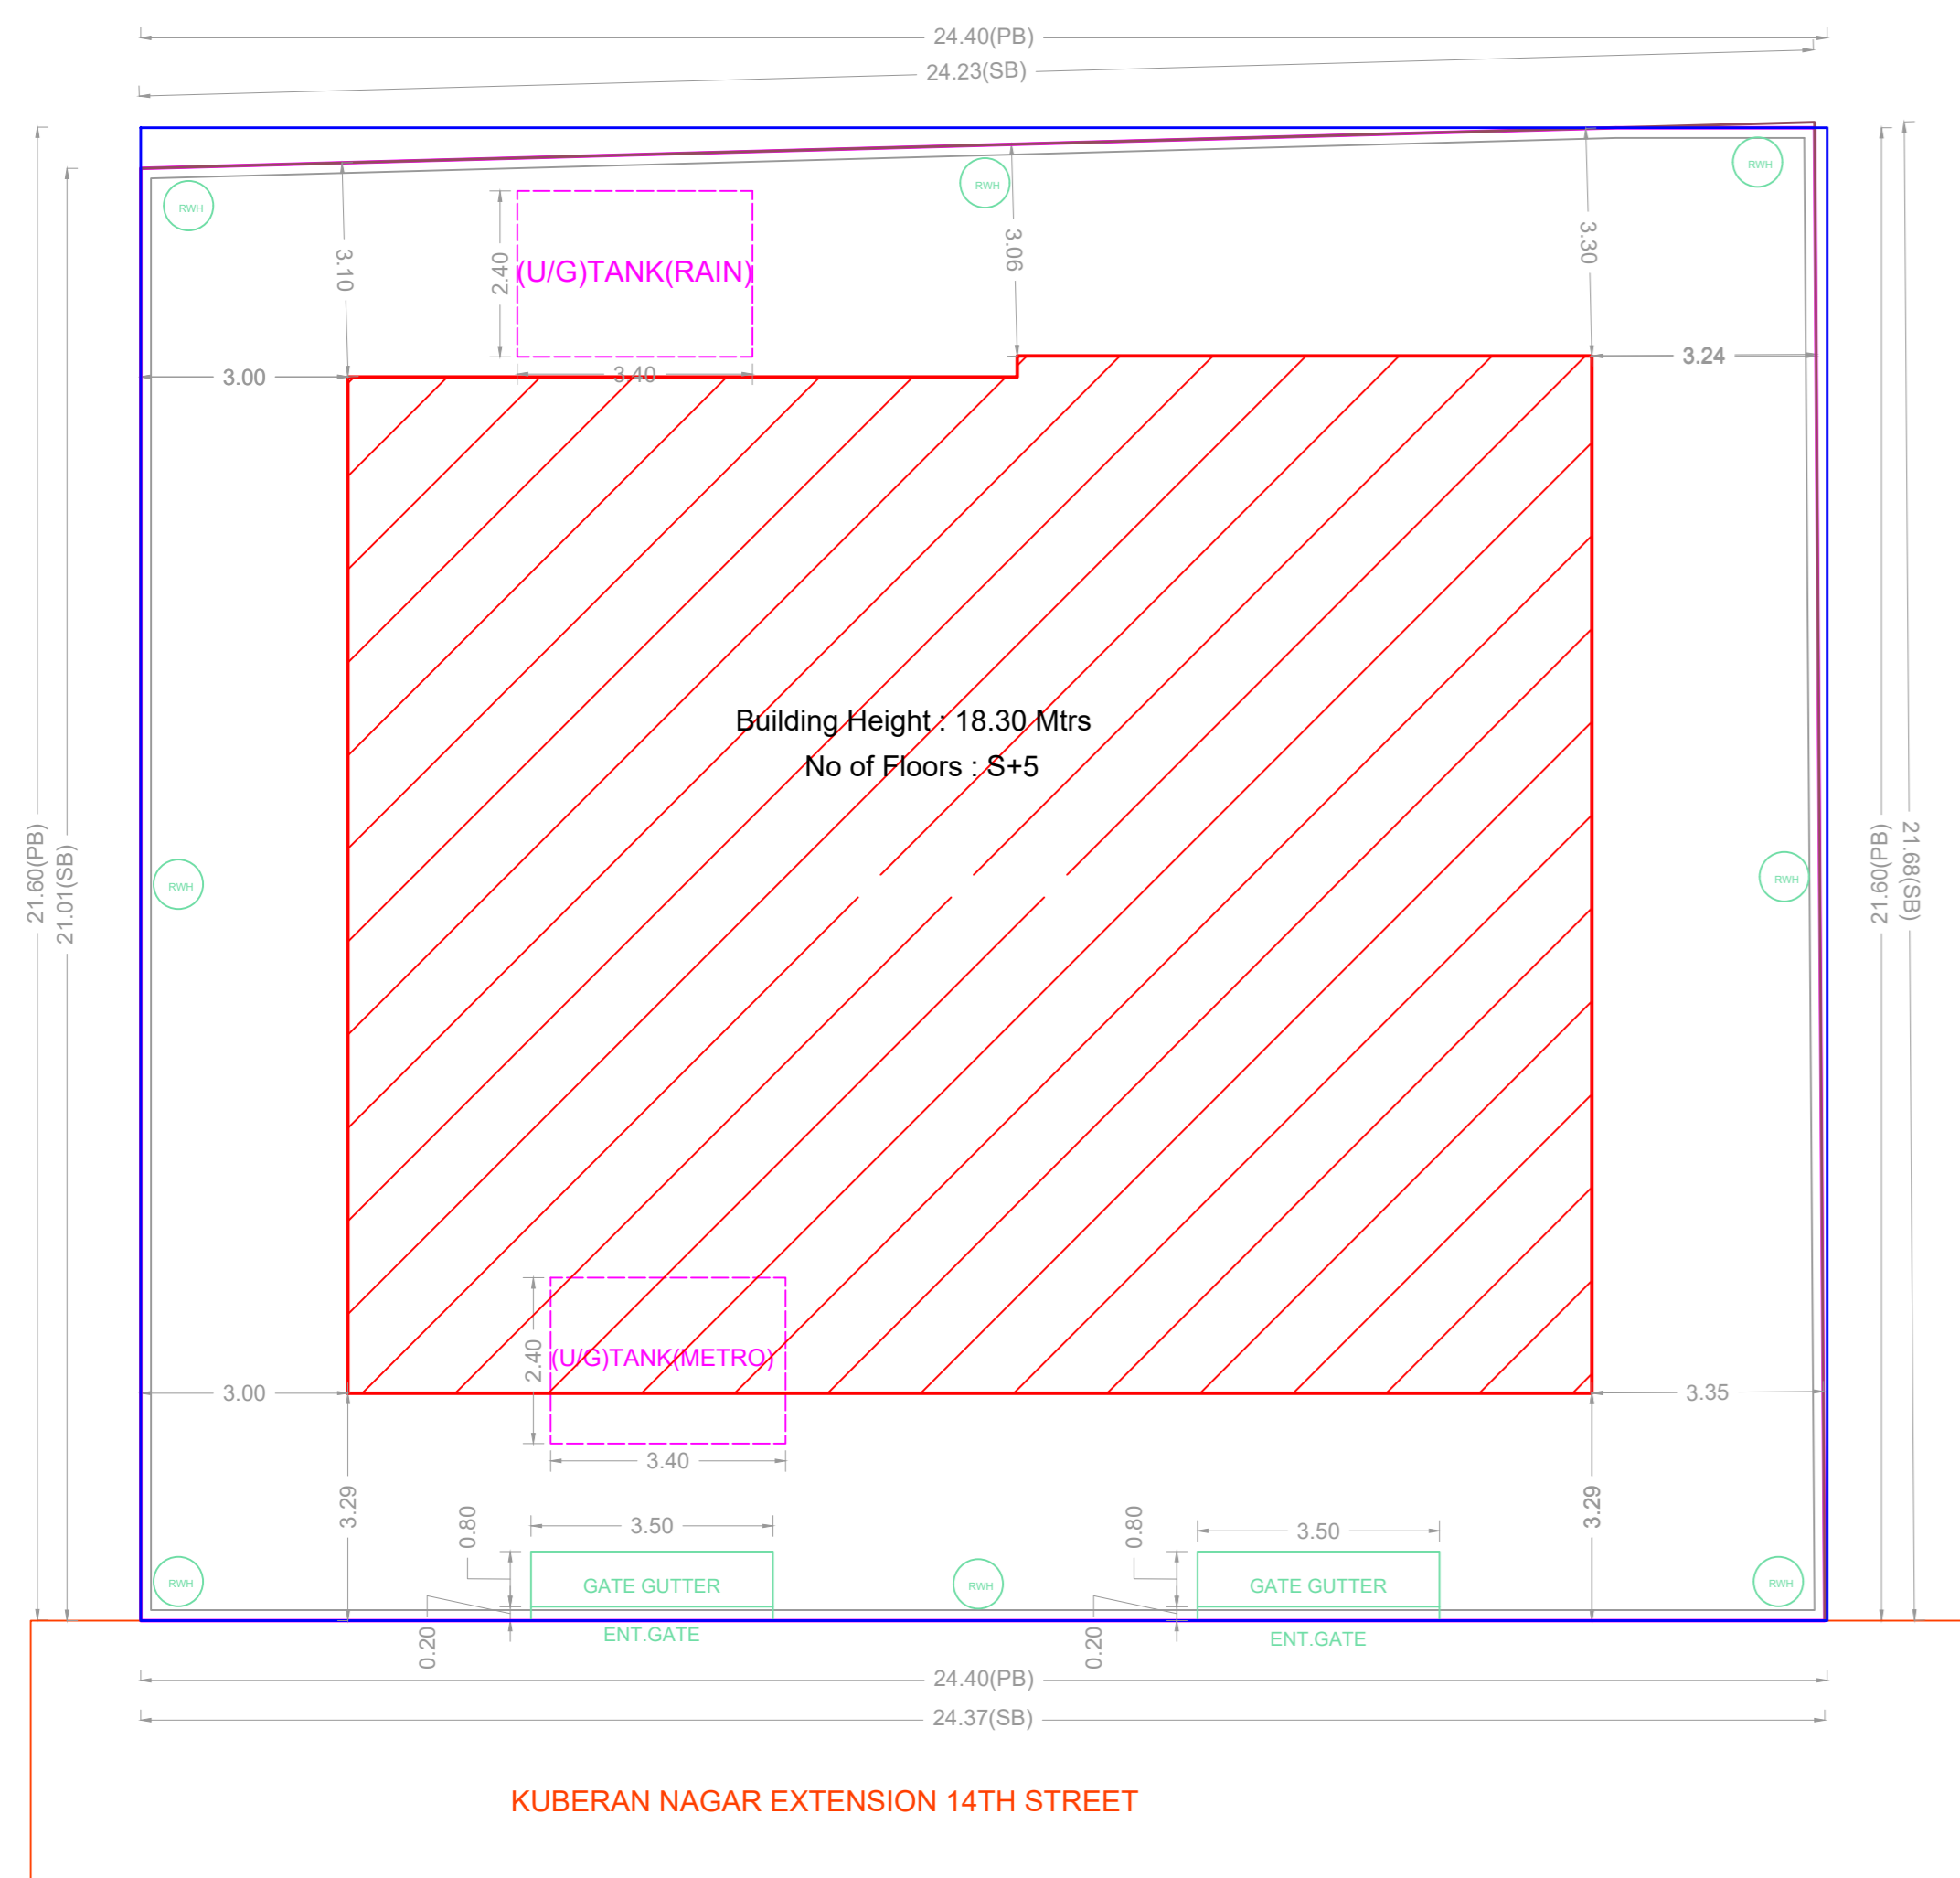 24.40(PB)
24.23(SB)
RWH
RWH
RWH
3.10
2.40
(U/G)TANK(RAIN)
3.06
3.30
3.00
3.40
3.24
Building Height : 18.30 Mtrs
No of Floors : S+5
21.60(PB)
21.01(SB)
RWH
RWH
21.60(PB)
21.68(SB)
2.40
(U/G)TANK(METRO)
3.00
3.35
3.40
3.29
0.80
3.50
0.80
3.50
3.29
RWH
GATE GUTTER
RWH
GATE GUTTER
RWH
0.20
ENT.GATE
0.20
ENT.GATE
24.40(PB)
24.37(SB)
KUBERAN NAGAR EXTENSION 14TH STREET